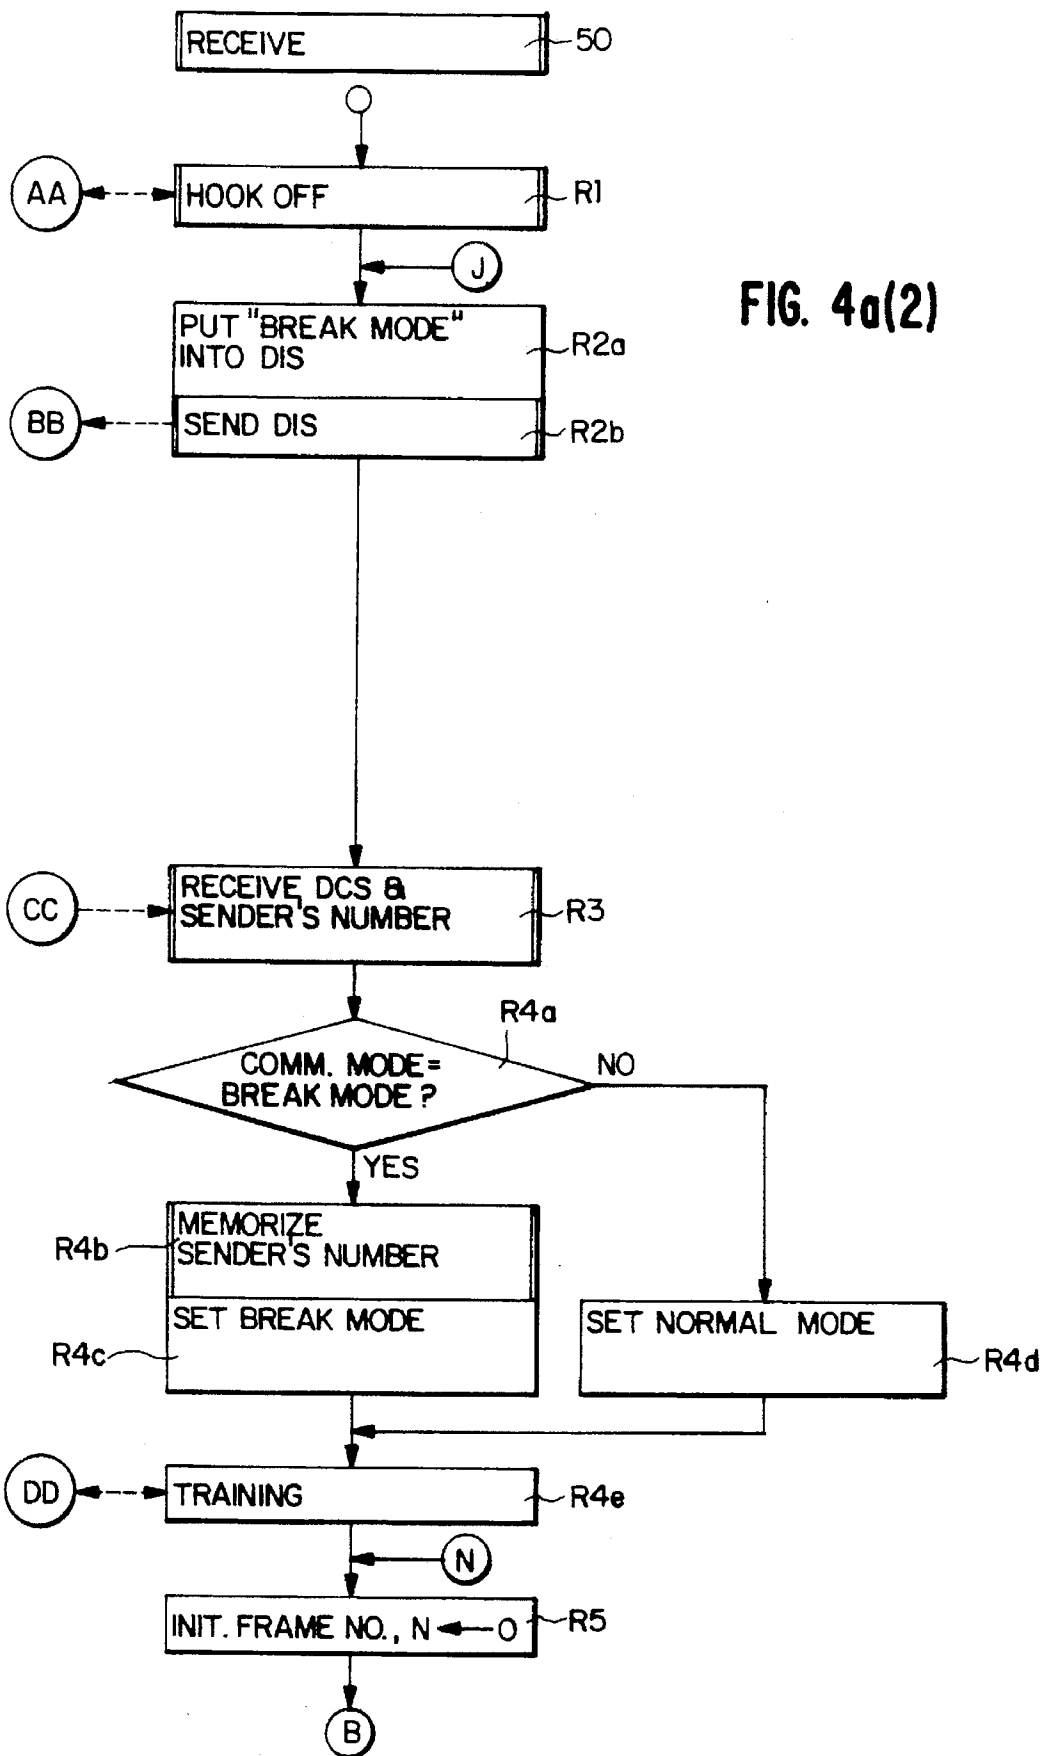 RECEIVE
50
AA
HOOK OFF
R1
J
FIG. 4a(2)
PUT "BREAK MODE"
INTO DIS
R2a
BB
SEND DIS
R2b
CC
RECEIVE DCS &
SENDER'S NUMBER
R3
R4a
COMM. MODE=
BREAK MODE?
NO
YES
R4b
MEMORIZE
SENDER'S NUMBER
SET BREAK MODE
R4c
SET NORMAL MODE
R4d
DD
TRAINING
R4e
N
INIT. FRAME NO., N ← 0
R5
B